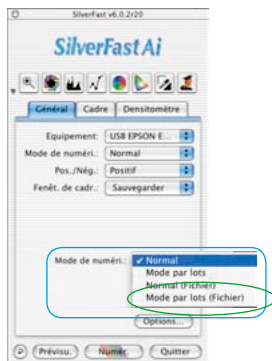 SilverFast v6.0.2r20
SilverFast Ai
Général Cadre Densitomètre
Equipement: USB EPSON E...
Mode de numéri.: Normal
Pos./Nég.: Positif
Fenêt. de cadr.: Sauvegarder
Mode de numéri.: ✓ Normal
Mode par lots
Normal (Fichier)
Mode par lots (Fichier)
Options...
Prévisu. Numér. Quitter